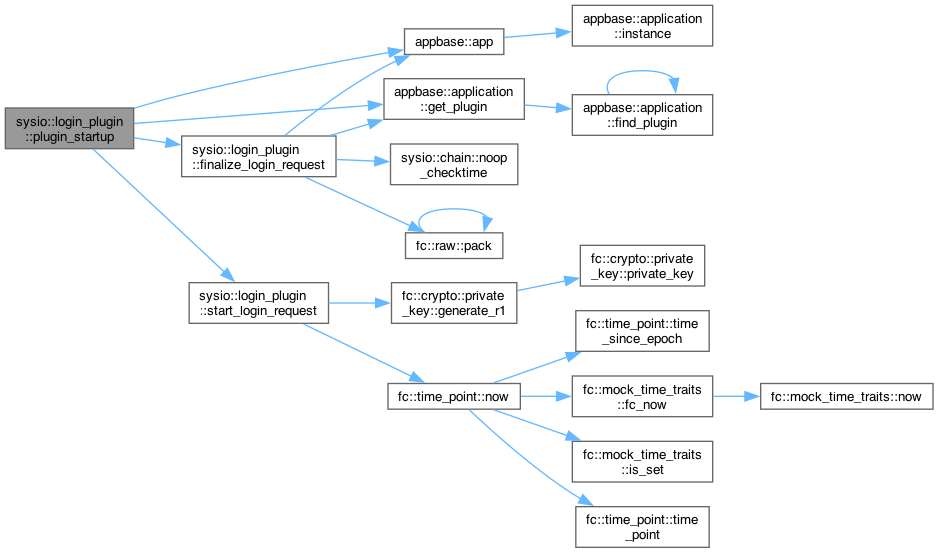 sysio::login_plugin
::plugin_startup
appbase::app
appbase::application
::instance
appbase::application
::get_plugin
appbase::application
::find_plugin
sysio::login_plugin
::finalize_login_request
sysio::chain::noop
_checktime
fc::raw::pack
sysio::login_plugin
::start_login_request
fc::crypto::private
_key::generate_r1
fc::crypto::private
_key::private_key
fc::time_point::now
fc::time_point::time
_since_epoch
fc::mock_time_traits
::fc_now
fc::mock_time_traits::now
fc::mock_time_traits
::is_set
fc::time_point::time
_point